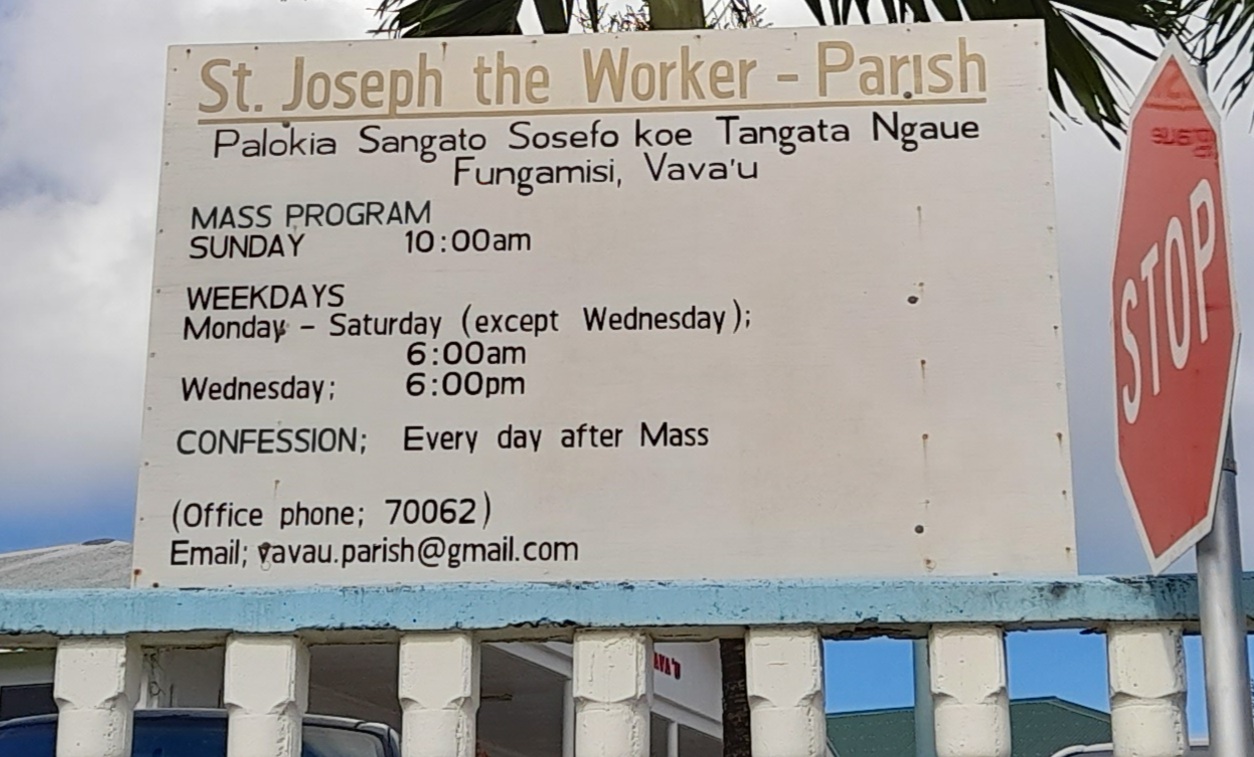 St. Joseph the Worker - Parish
Palokia Sangato Sosefo koe Tangata Ngaue
Fungamisi, Vava'u
MASS PROGRAM
SUNDAY 10:00am
WEEKDAYS
Monday - Saturday (except Wednesday);
6:00am
Wednesday; 6:00pm
CONFESSION; Every day after Mass
(Office phone; 70062)
Email; vavau.parish@gmail.com
STOP